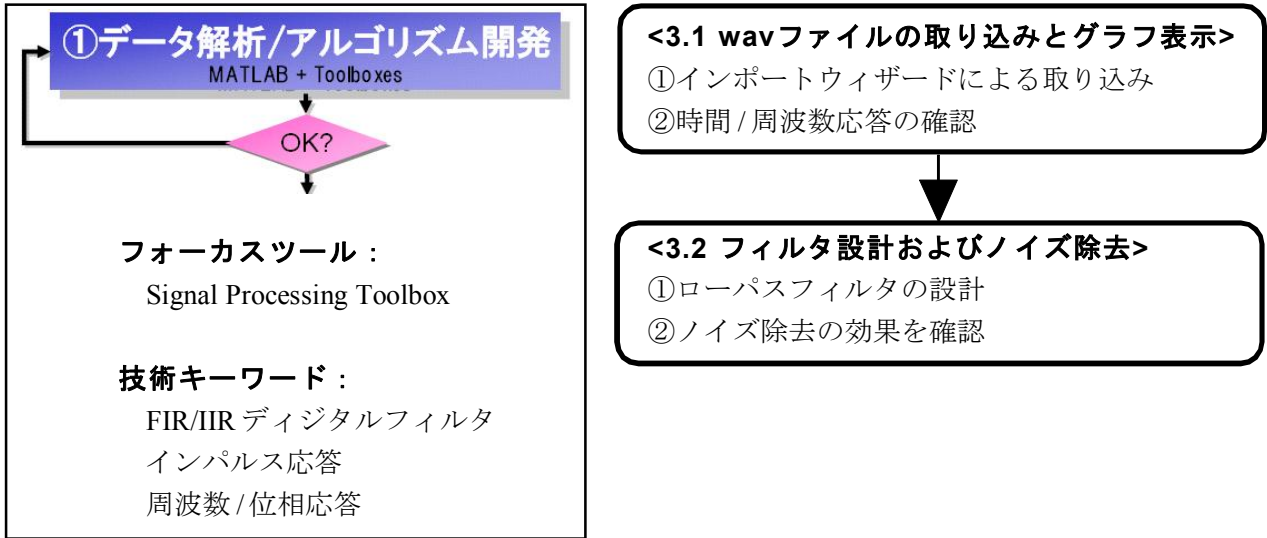 ①データ解析/アルゴリズム開発
MATLAB + Toolboxes
OK?
フォーカスツール：
Signal Processing Toolbox
技術キーワード：
FIR/IIR ディジタルフィルタ
インパルス応答
周波数/位相応答
<3.1 wavファイルの取り込みとグラフ表示>
①インポートウィザードによる取り込み
②時間/周波数応答の確認
<3.2 フィルタ設計およびノイズ除去>
①ローパスフィルタの設計
②ノイズ除去の効果を確認